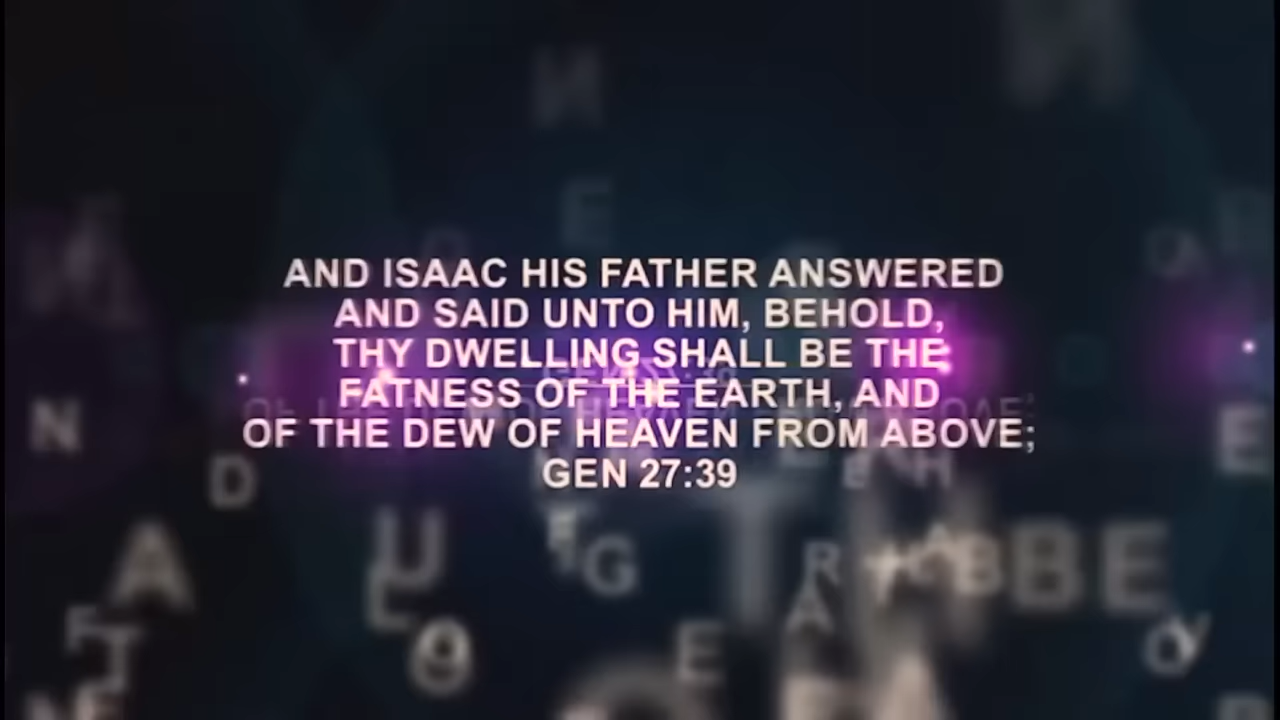 AND ISAAC HIS FATHER ANSWERED
AND SAID UNTO HIM, BEHOLD,
THY DWELLING SHALL BE THE
FATNESS OF THE EARTH, AND
OF THE DEW OF HEAVEN FROM ABOVE;
GEN 27:39